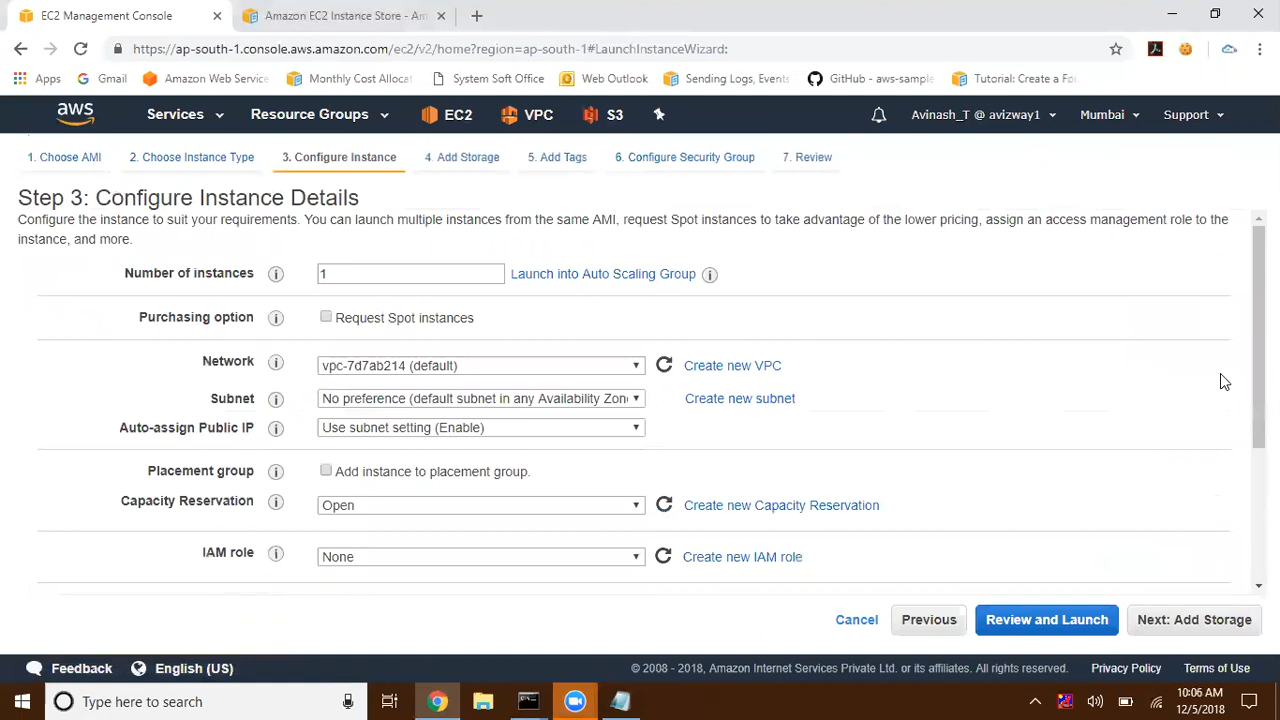 EC2 Management Console
Amazon EC2 Instance Store - Am
https://ap-south-1.console.aws.amazon.com/ec2/v2/home?region=ap-south-1#LaunchInstanceWizard:
Apps Gmail Amazon Web Service Monthly Cost Allocat System Soft Office Web Outlook Sending Logs, Events GitHub - aws-sample Tutorial: Create a Fou
aws Services Resource Groups EC2 VPC S3 Avinash_T @ avizway1 Mumbai Support
1. Choose AMI 2. Choose Instance Type 3. Configure Instance 4. Add Storage 5. Add Tags 6. Configure Security Group 7. Review
Step 3: Configure Instance Details
Configure the instance to suit your requirements. You can launch multiple instances from the same AMI, request Spot instances to take advantage of the lower pricing, assign an access management role to the
instance, and more.
Number of instances 1 Launch into Auto Scaling Group
Purchasing option Request Spot instances
Network vpc-7d7ab214 (default) Create new VPC
Subnet No preference (default subnet in any Availability Zon Create new subnet
Auto-assign Public IP Use subnet setting (Enable)
Placement group Add instance to placement group.
Capacity Reservation Open Create new Capacity Reservation
IAM role None Create new IAM role
Cancel Previous Review and Launch Next: Add Storage
Feedback English (US) © 2008 - 2018, Amazon Internet Services Private Ltd. or its affiliates. All rights reserved. Privacy Policy Terms of Use
Type here to search
10:06 AM
12/5/2018